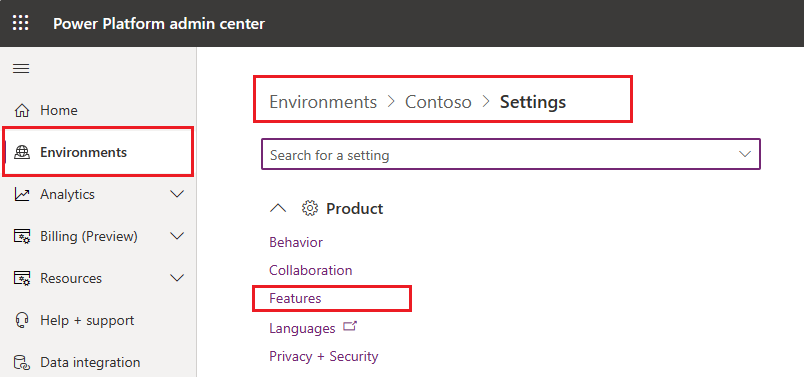 Power Platform admin center
Home
Environments
Analytics
Billing (Preview)
Resources
Help + support
Data integration
Environments > Contoso > Settings
Search for a setting
Product
Behavior
Collaboration
Features
Languages
Privacy + Security